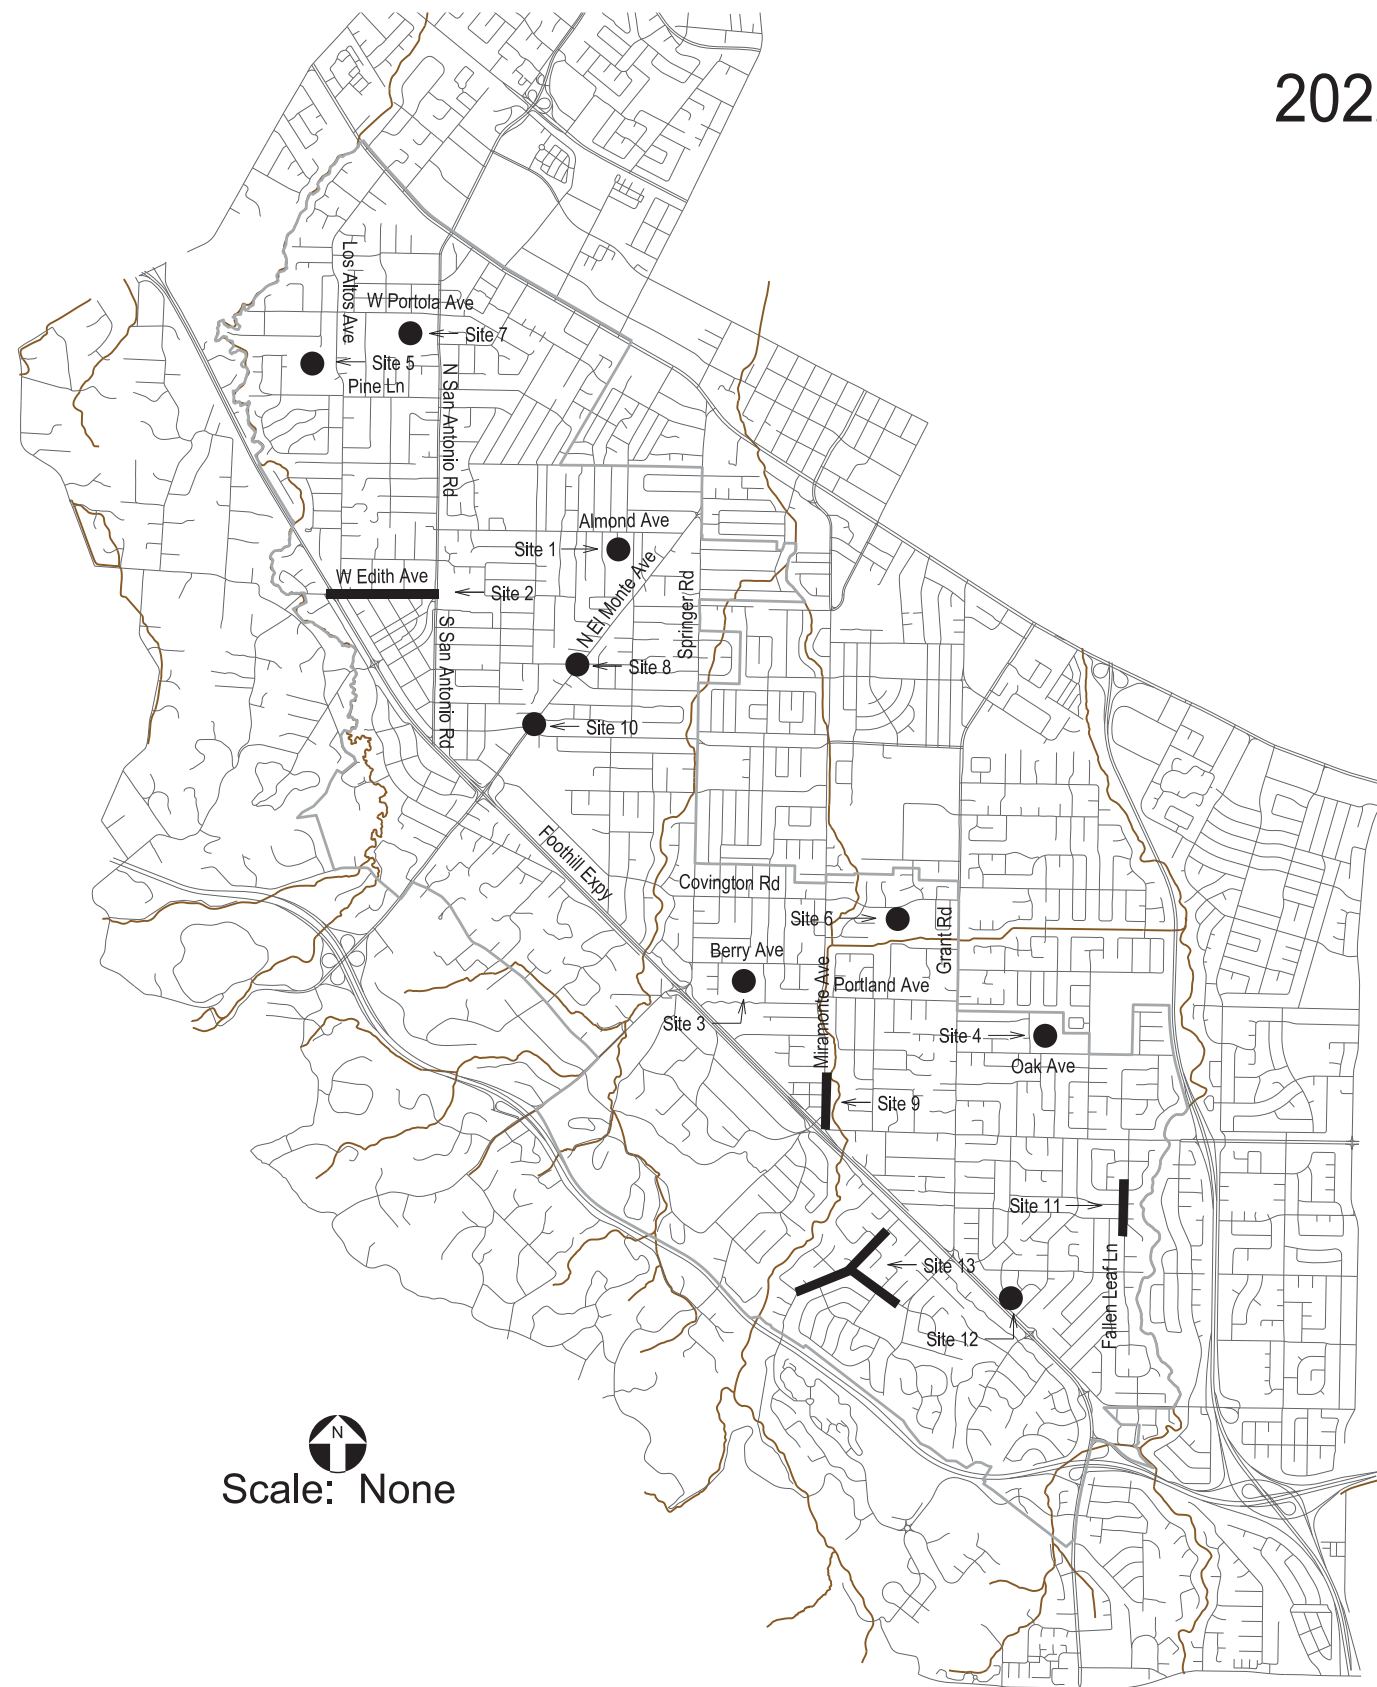 202
Los Altos Ave
W Portola Ave
Site 7
Site 5
Pine Ln
N San Antonio Rd
Almond Ave
Site 1
W Edith Ave
Site 2
N El Monte Ave
Springer Rd
S San Antonio Rd
Site 8
Site 10
Foothill Expy
Covington Rd
Site 6
Grant Rd
Berry Ave
Miramonte Ave
Portland Ave
Site 3
Site 4
Oak Ave
Site 9
Site 11
Fallen Leaf Ln
Site 13
Site 12
N
Scale: None